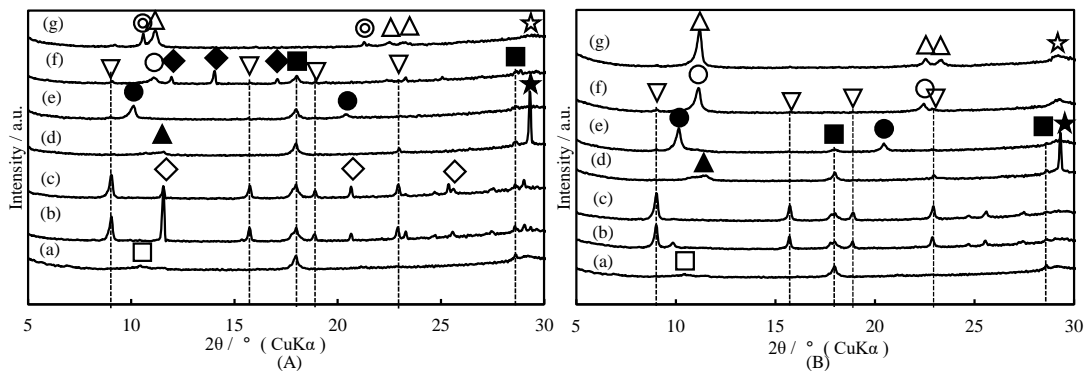 (g)
(f)
(e)
(d)
(c)
(b)
(a)
Intensity / a.u.
5 10 15 20 25 30
2θ / ° ( CuKα )
(A)
(g)
(f)
(e)
(d)
(c)
(b)
(a)
Intensity / a.u.
5 10 15 20 25 30
2θ / ° ( CuKα )
(B)